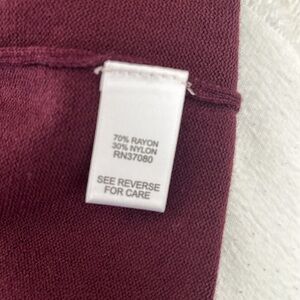 70% RAYON
30% NYLON
RN37080
SEE REVERSE
FOR CARE